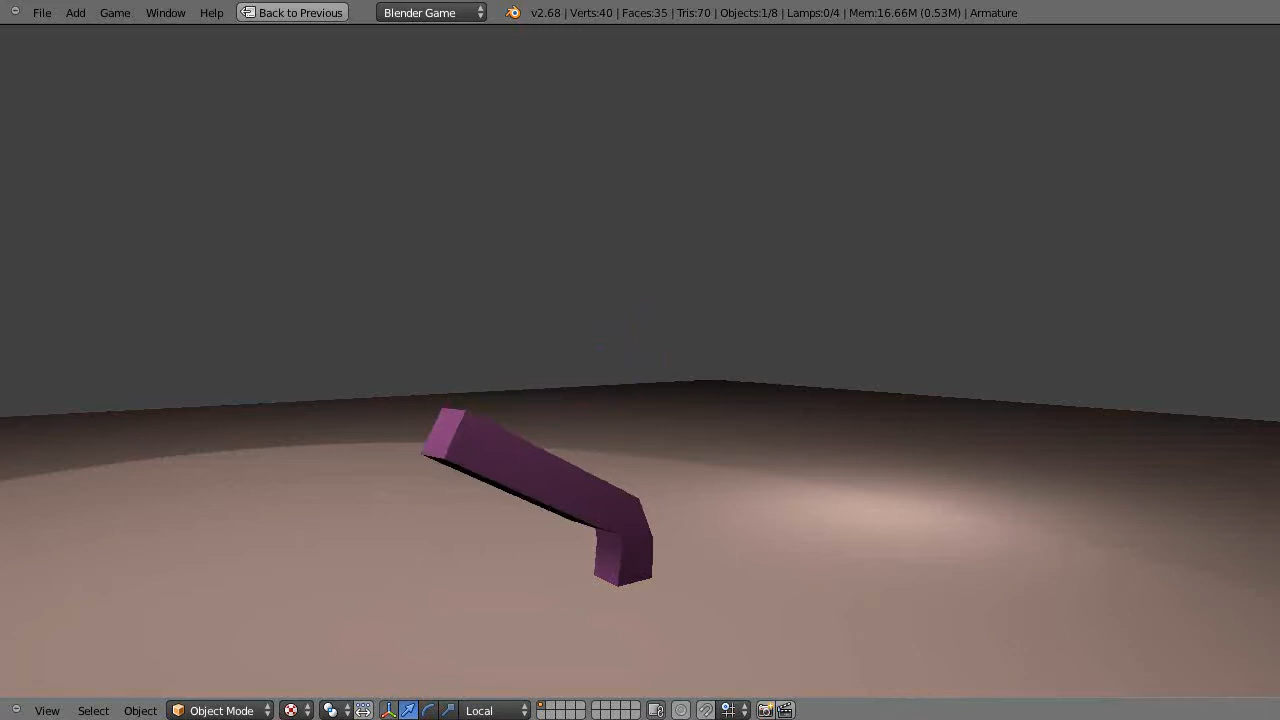 File Add Game Window Help Back to Previous Blender Game v2.68 | Verts:40 | Faces:35 | Tris:70 | Objects:1/8 | Lamps:0/4 | Mem:16.66M (0.53M) | Armature
View Select Object Object Mode Local